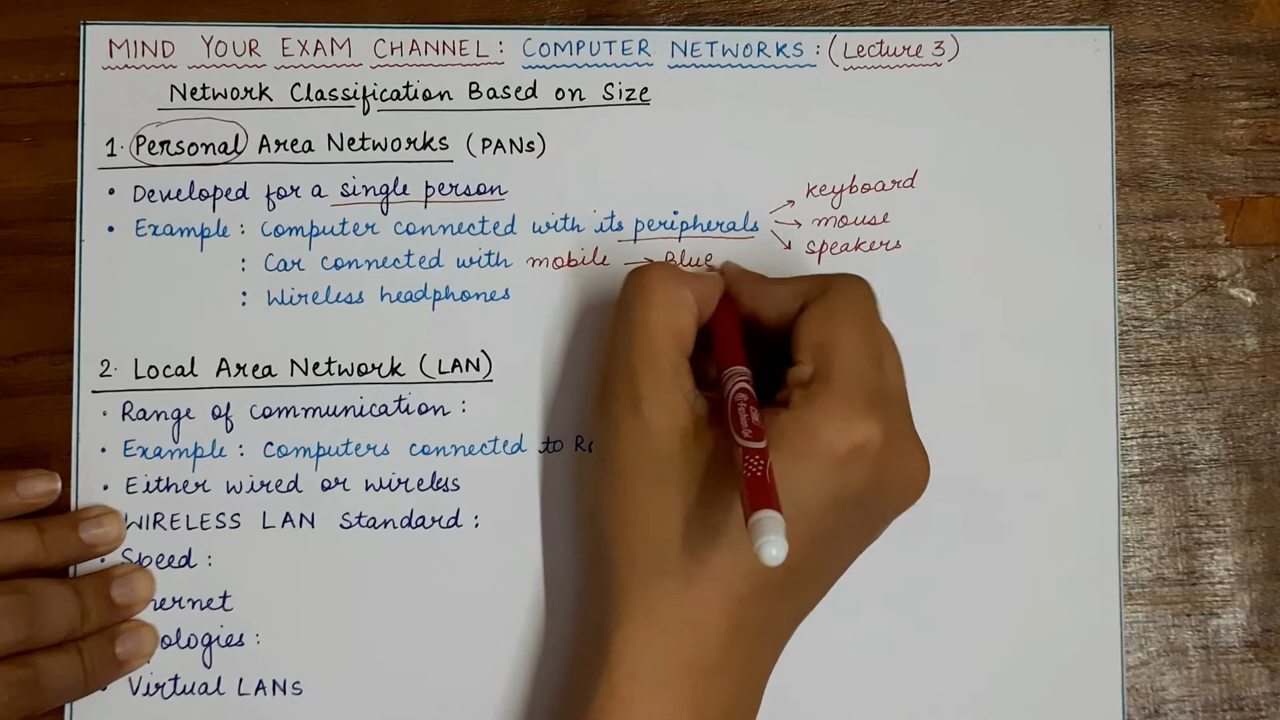 MIND YOUR EXAM CHANNEL: COMPUTER NETWORKS: (Lecture 3)
Network Classification Based on Size
1. Personal Area Networks (PANs)
• Developed for a single person
• Example: Computer connected with its peripherals → keyboard
→ mouse
→ speakers
: Car connected with mobile → Blue
: Wireless headphones
2. Local Area Network (LAN)
• Range of communication:
• Example: Computers connected to
• Either wired or wireless
WIRELESS LAN Standard:
• Speed:
• Virtual LANs